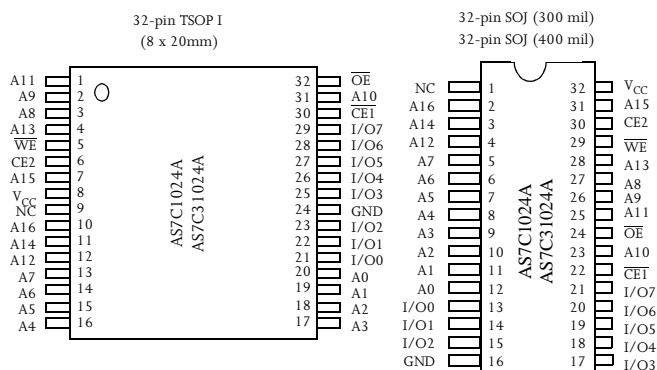 32-pin TSOP I
(8 x 20mm)
A11 1 32 OE
A9 2 31 A10
A8 3 30 CE1
A13 4 29 I/O7
WE 5 28 I/O6
CE2 6 27 I/O5
A15 7 26 I/O4
VCC 8 25 I/O3
NC 9 24 GND
A16 10 23 I/O2
A14 11 22 I/O1
A12 12 21 I/O0
A7 13 20 A0
A6 14 19 A1
A5 15 18 A2
A4 16 17 A3
AS7C1024A
AS7C31024A
32-pin SOJ (300 mil)
32-pin SOJ (400 mil)
NC 1 32 VCC
A16 2 31 A15
A14 3 30 CE2
A12 4 29 WE
A7 5 28 A13
A6 6 27 A8
A5 7 26 A9
A4 8 25 A11
A3 9 24 OE
A2 10 23 A10
A1 11 22 CE1
A0 12 21 I/O7
I/O0 13 20 I/O6
I/O1 14 19 I/O5
I/O2 15 18 I/O4
GND 16 17 I/O3
AS7C1024A
AS7C31024A